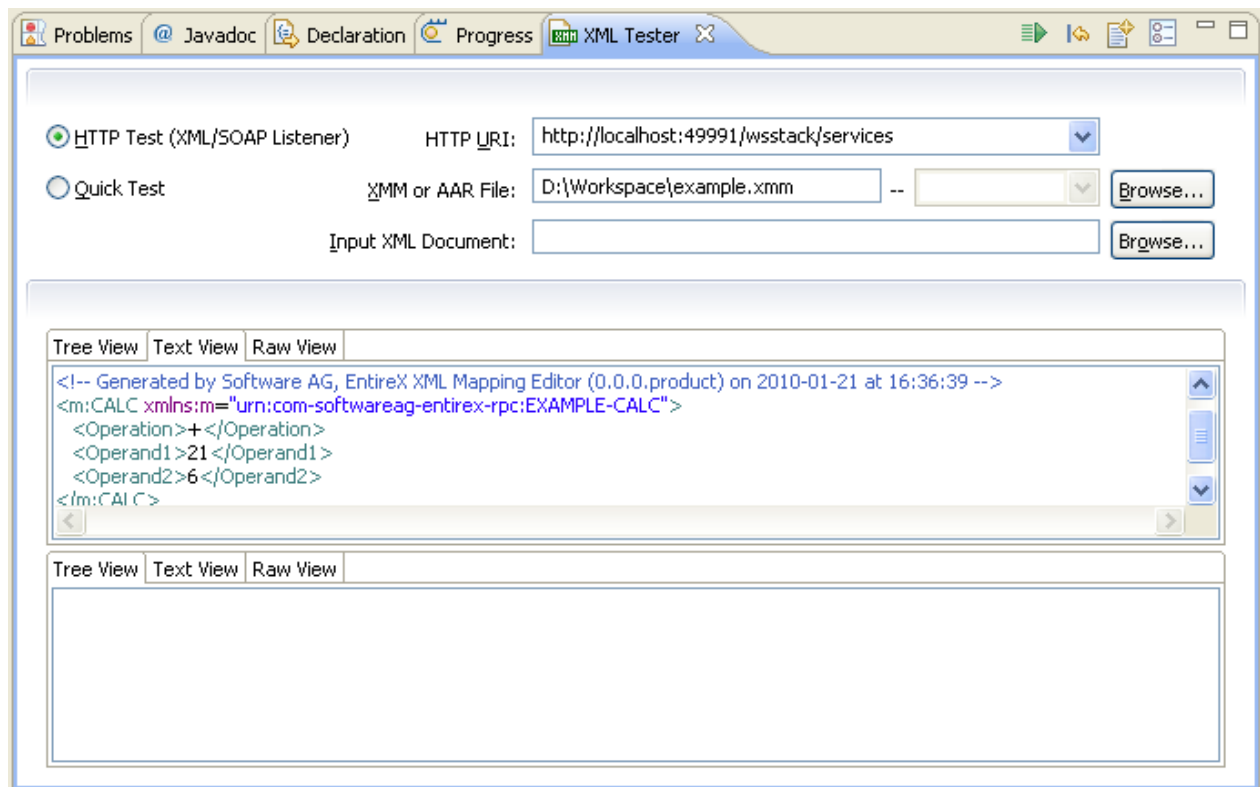 Problems @ Javadoc Declaration Progress XML Tester
HTTP Test (XML/SOAP Listener) HTTP URI: http://localhost:49991/wsstack/services
Quick Test XMM or AAR File: D:\Workspace\example.xmm -- Browse...
Input XML Document: Browse...
Tree View Text View Raw View
<!-- Generated by Software AG, EntireX XML Mapping Editor (0.0.0.product) on 2010-01-21 at 16:36:39 -->
<m:CALC xmlns:m="urn:com-softwareag-entirex-rpc:EXAMPLE-CALC">
<Operation>+</Operation>
<Operand1>21</Operand1>
<Operand2>6</Operand2>
</m:CALC>
Tree View Text View Raw View